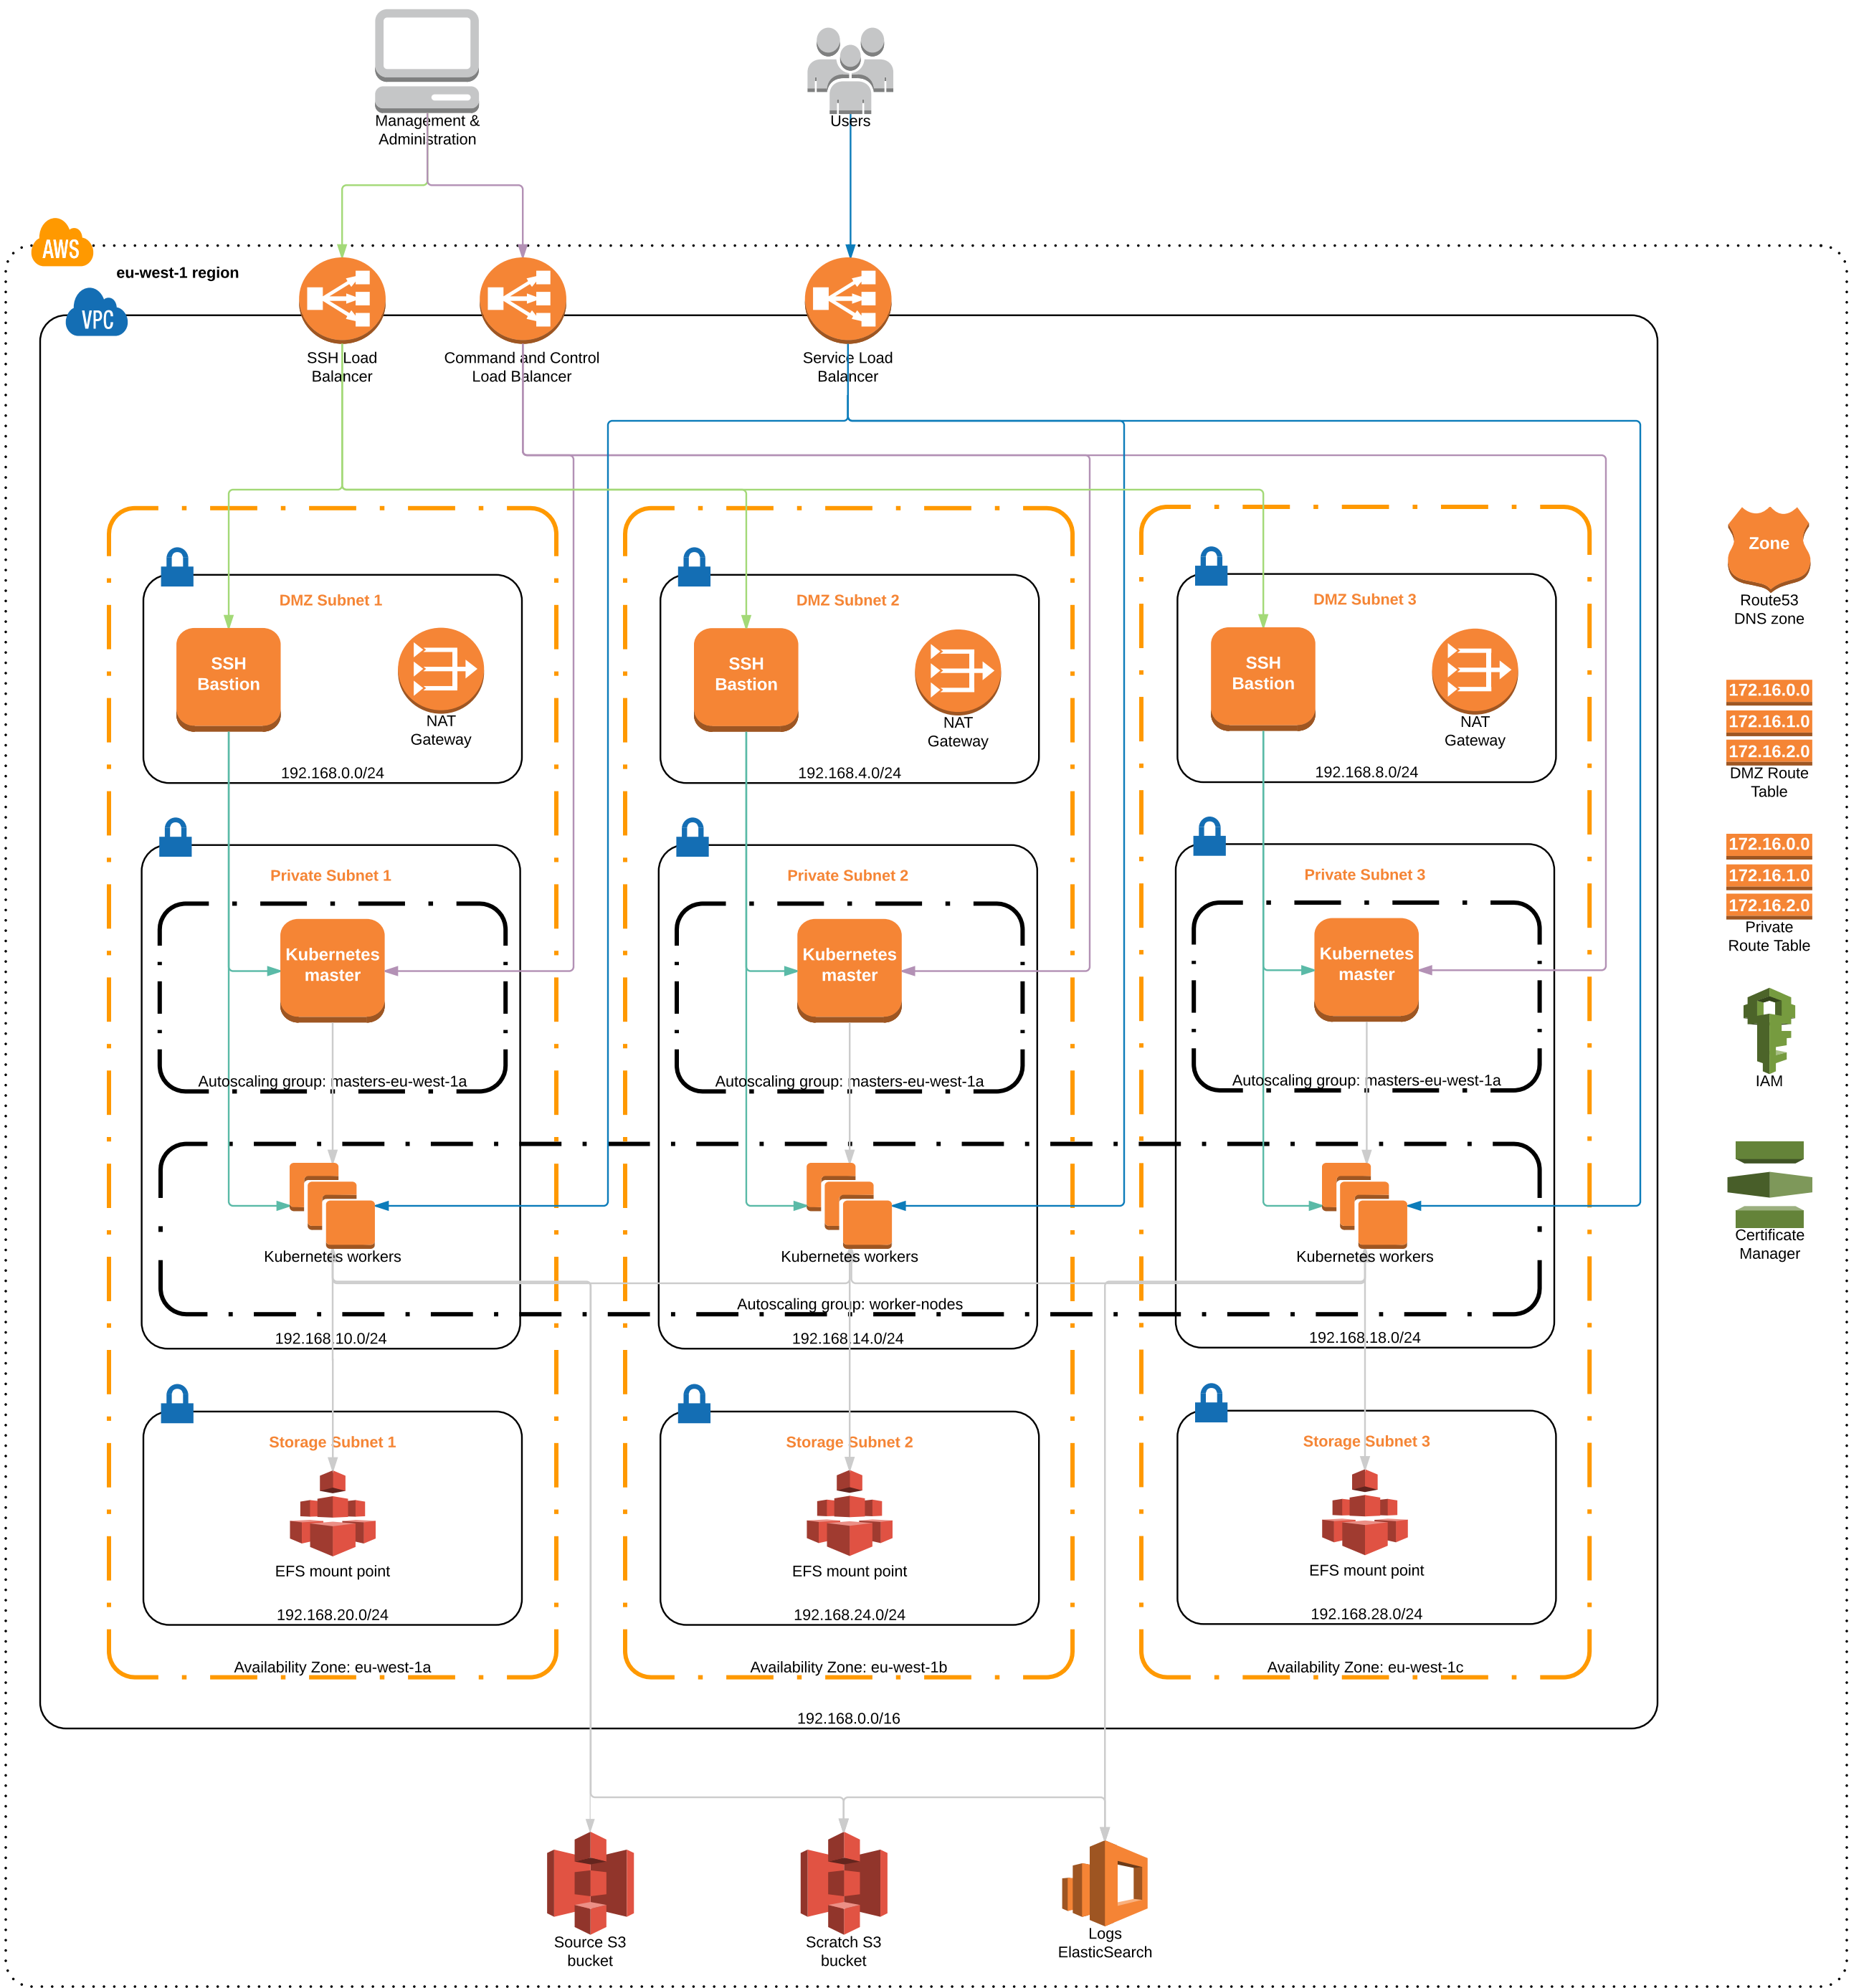 Management &
Administration
Users
AWS
eu-west-1 region
VPC
SSH Load
Balancer
Command and Control
Load Balancer
Service Load
Balancer
DMZ Subnet 1
SSH
Bastion
NAT
Gateway
192.168.0.0/24
DMZ Subnet 2
SSH
Bastion
NAT
Gateway
192.168.4.0/24
DMZ Subnet 3
SSH
Bastion
NAT
Gateway
192.168.8.0/24
Zone
Route53
DNS zone
172.16.0.0
172.16.1.0
172.16.2.0
DMZ Route
Table
172.16.0.0
172.16.1.0
172.16.2.0
Private
Route Table
IAM
Certificate
Manager
Private Subnet 1
Kubernetes
master
Autoscaling group: masters-eu-west-1a
Private Subnet 2
Kubernetes
master
Autoscaling group: masters-eu-west-1a
Private Subnet 3
Kubernetes
master
Autoscaling group: masters-eu-west-1a
Kubernetes workers
Kubernetes workers
Kubernetes workers
Autoscaling group: worker-nodes
192.168.10.0/24
192.168.14.0/24
192.168.18.0/24
Storage Subnet 1
EFS mount point
192.168.20.0/24
Storage Subnet 2
EFS mount point
192.168.24.0/24
Storage Subnet 3
EFS mount point
192.168.28.0/24
Availability Zone: eu-west-1a
Availability Zone: eu-west-1b
Availability Zone: eu-west-1c
192.168.0.0/16
Source S3
bucket
Scratch S3
bucket
Logs
ElasticSearch